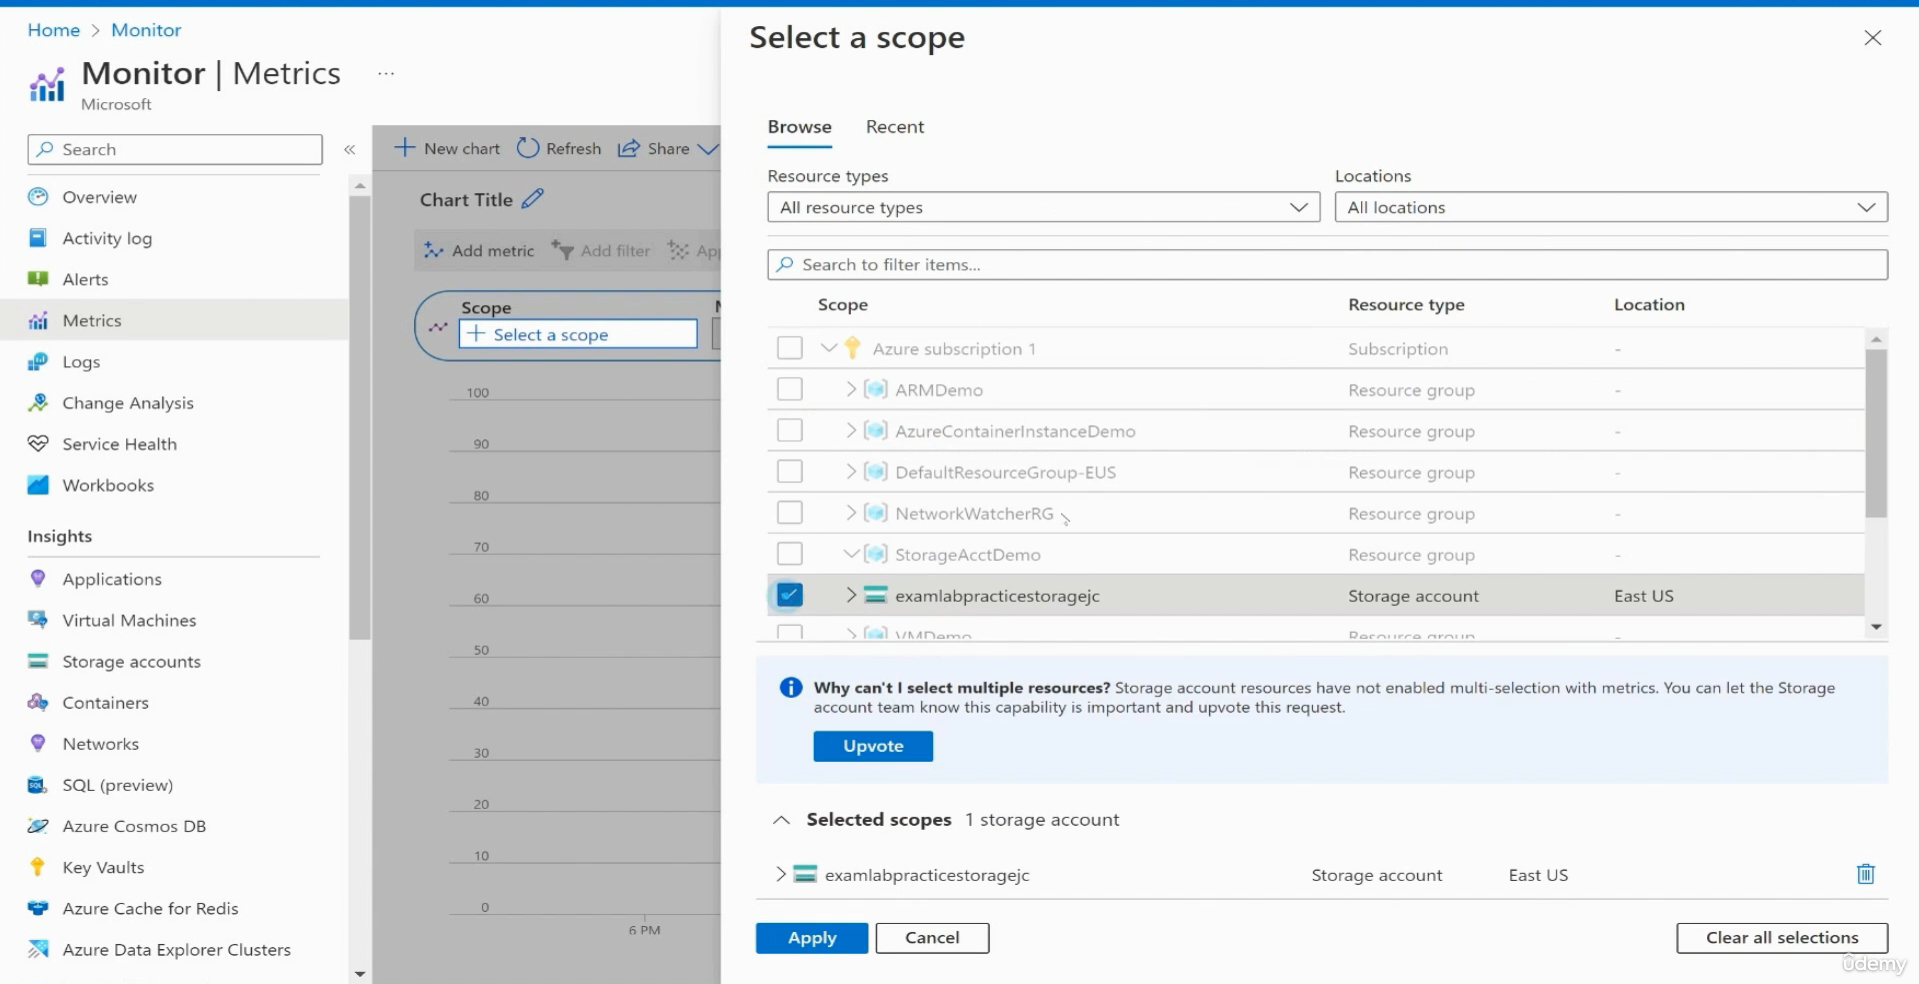 Home > Monitor
Monitor | Metrics ...
Microsoft
Search
Overview
Activity log
Alerts
Metrics
Logs
Change Analysis
Service Health
Workbooks
Insights
Applications
Virtual Machines
Storage accounts
Containers
Networks
SQL (preview)
Azure Cosmos DB
Key Vaults
Azure Cache for Redis
Azure Data Explorer Clusters
New chart Refresh Share
Chart Title
Add metric Add filter App
Scope
Select a scope
100
90
80
70
60
50
40
30
20
10
0
6 PM
Select a scope
Browse Recent
Resource types Locations
All resource types All locations
Search to filter items...
Scope Resource type Location
Azure subscription 1 Subscription -
ARMDemo Resource group -
AzureContainerInstanceDemo Resource group -
DefaultResourceGroup-EUS Resource group -
NetworkWatcherRG Resource group -
StorageAcctDemo Resource group -
examlabpracticestoragejc Storage account East US
VMDemo Resource group -
Why can't I select multiple resources? Storage account resources have not enabled multi-selection with metrics. You can let the Storage
account team know this capability is important and upvote this request.
Upvote
Selected scopes 1 storage account
examlabpracticestoragejc Storage account East US
Apply Cancel Clear all selections
ûdemy